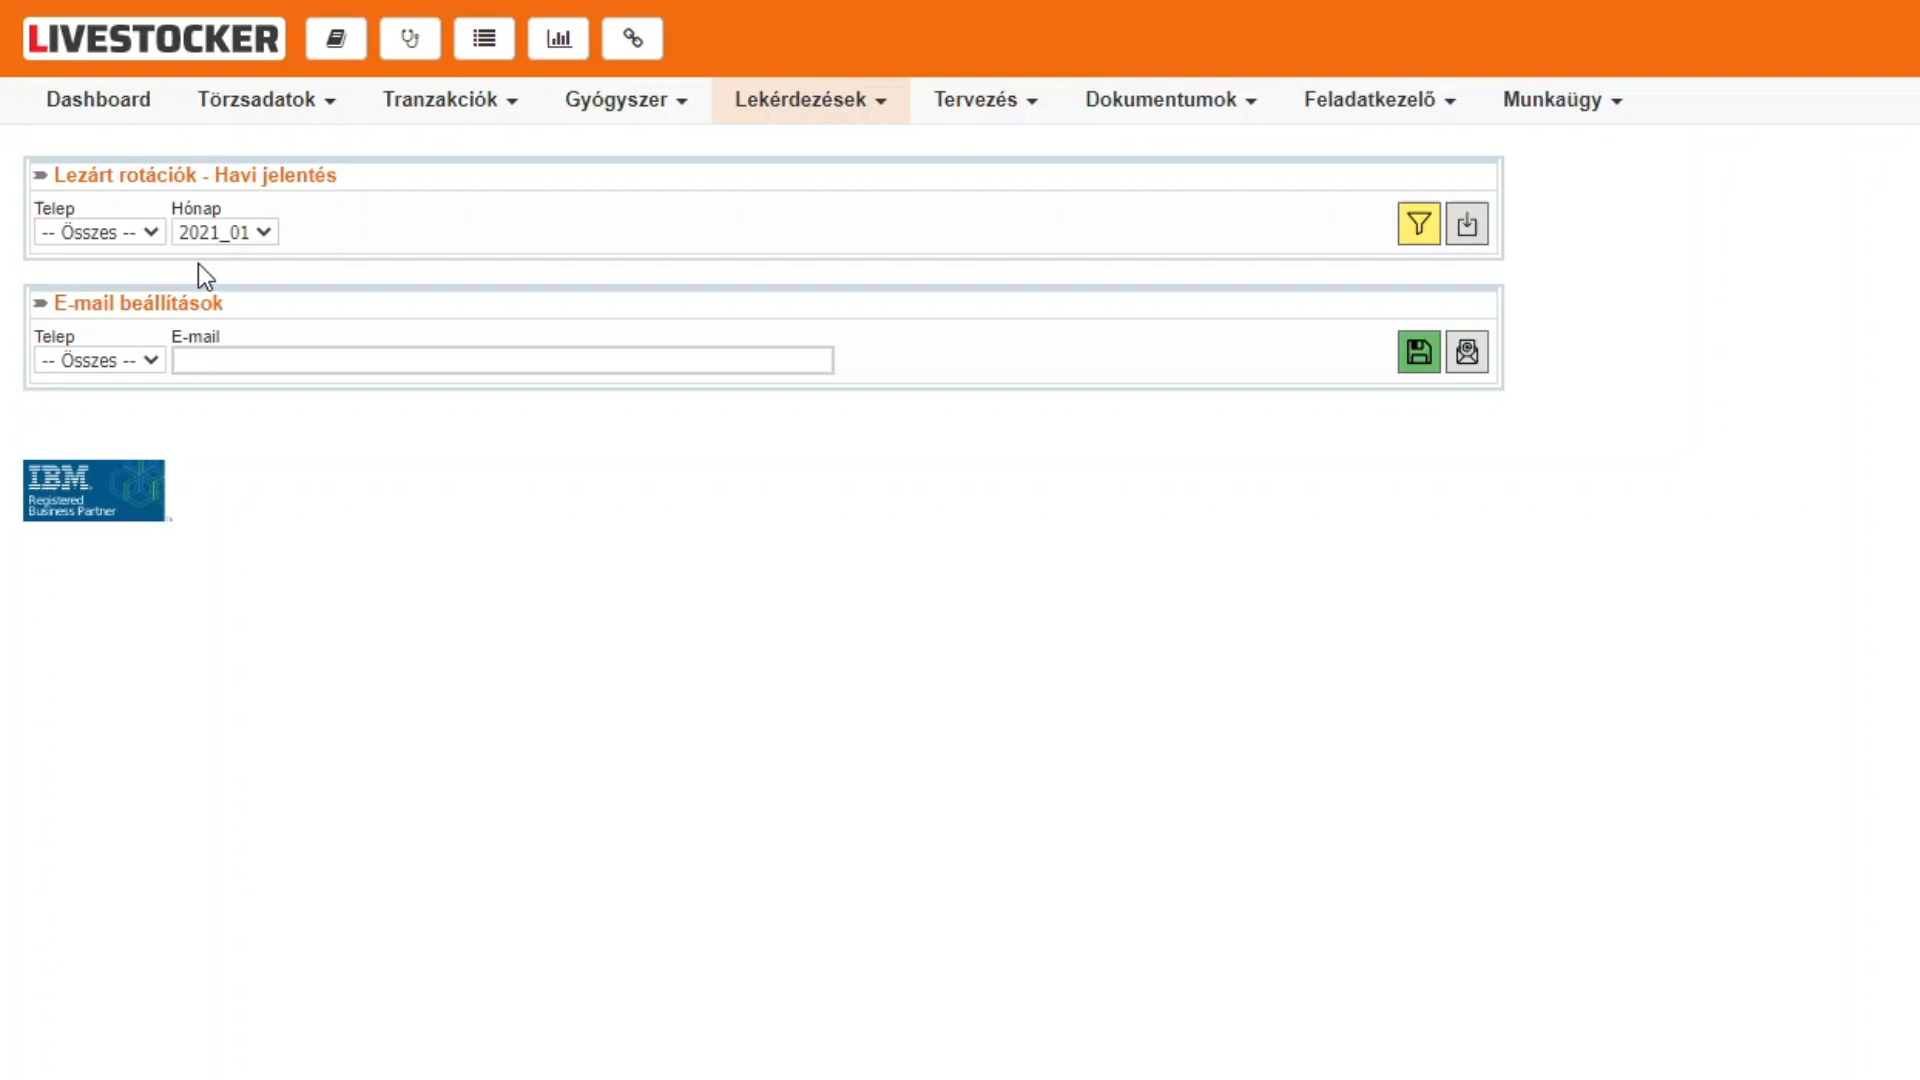 LIVESTOCKER
Dashboard Törzsadatok Tranzakciók Gyógyszer Lekérdezések Tervezés Dokumentumok Feladatkezelő Munkaügy
Lezárt rotációk - Havi jelentés
Telep Hónap
-- Összes -- 2021_01
E-mail beállítások
Telep E-mail
-- Összes --
IBM
Registered
Business Partner